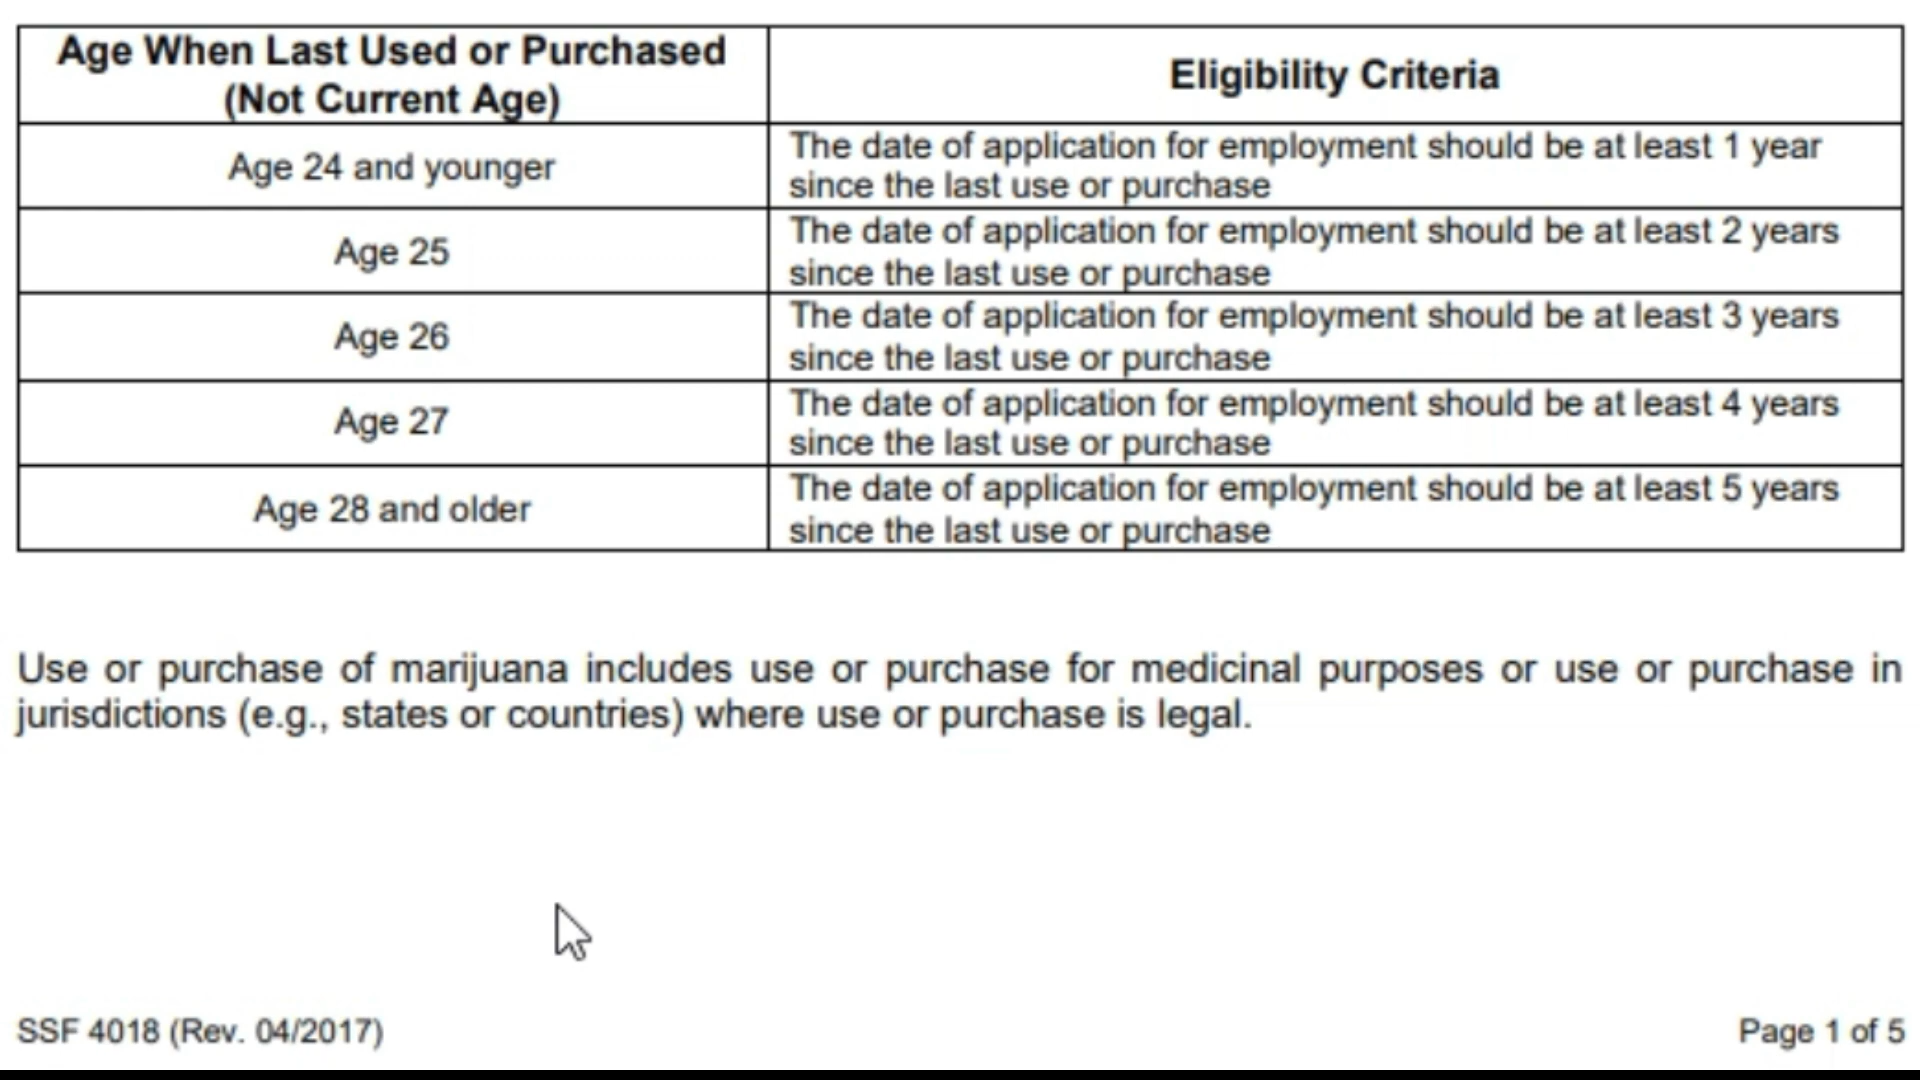 Age When Last Used or Purchased
(Not Current Age)
Eligibility Criteria
Age 24 and younger
The date of application for employment should be at least 1 year
since the last use or purchase
Age 25
The date of application for employment should be at least 2 years
since the last use or purchase
Age 26
The date of application for employment should be at least 3 years
since the last use or purchase
Age 27
The date of application for employment should be at least 4 years
since the last use or purchase
Age 28 and older
The date of application for employment should be at least 5 years
since the last use or purchase
Use or purchase of marijuana includes use or purchase for medicinal purposes or use or purchase in
jurisdictions (e.g., states or countries) where use or purchase is legal.
SSF 4018 (Rev. 04/2017)
Page 1 of 5